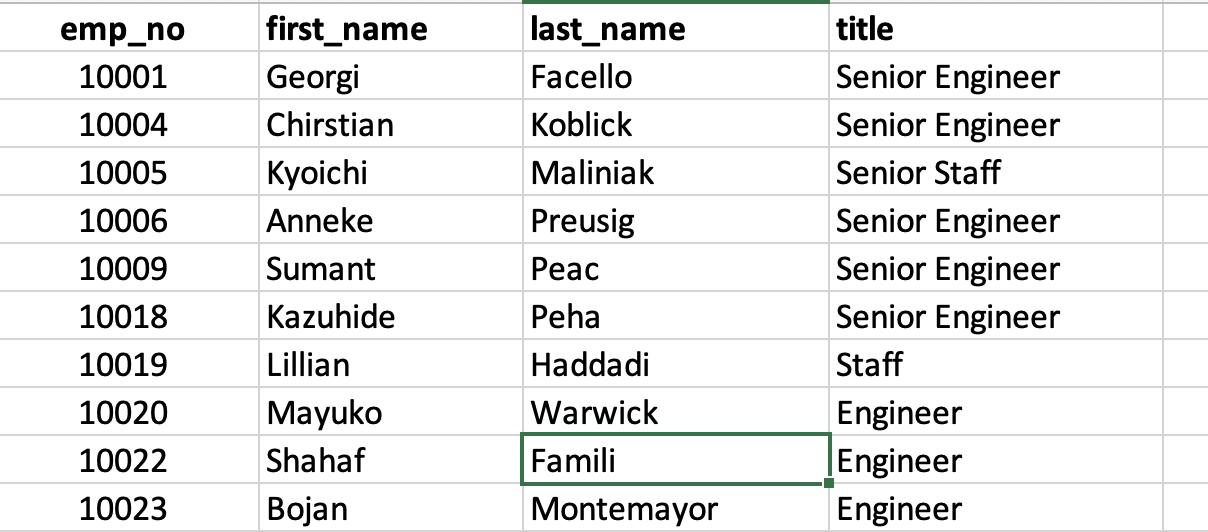 emp_no first_name last_name title
10001 Georgi Facello Senior Engineer
10004 Chirstian Koblick Senior Engineer
10005 Kyoichi Maliniak Senior Staff
10006 Anneke Preusig Senior Engineer
10009 Sumant Peac Senior Engineer
10018 Kazuhide Peha Senior Engineer
10019 Lillian Haddadi Staff
10020 Mayuko Warwick Engineer
10022 Shahaf Famili Engineer
10023 Bojan Montemayor Engineer